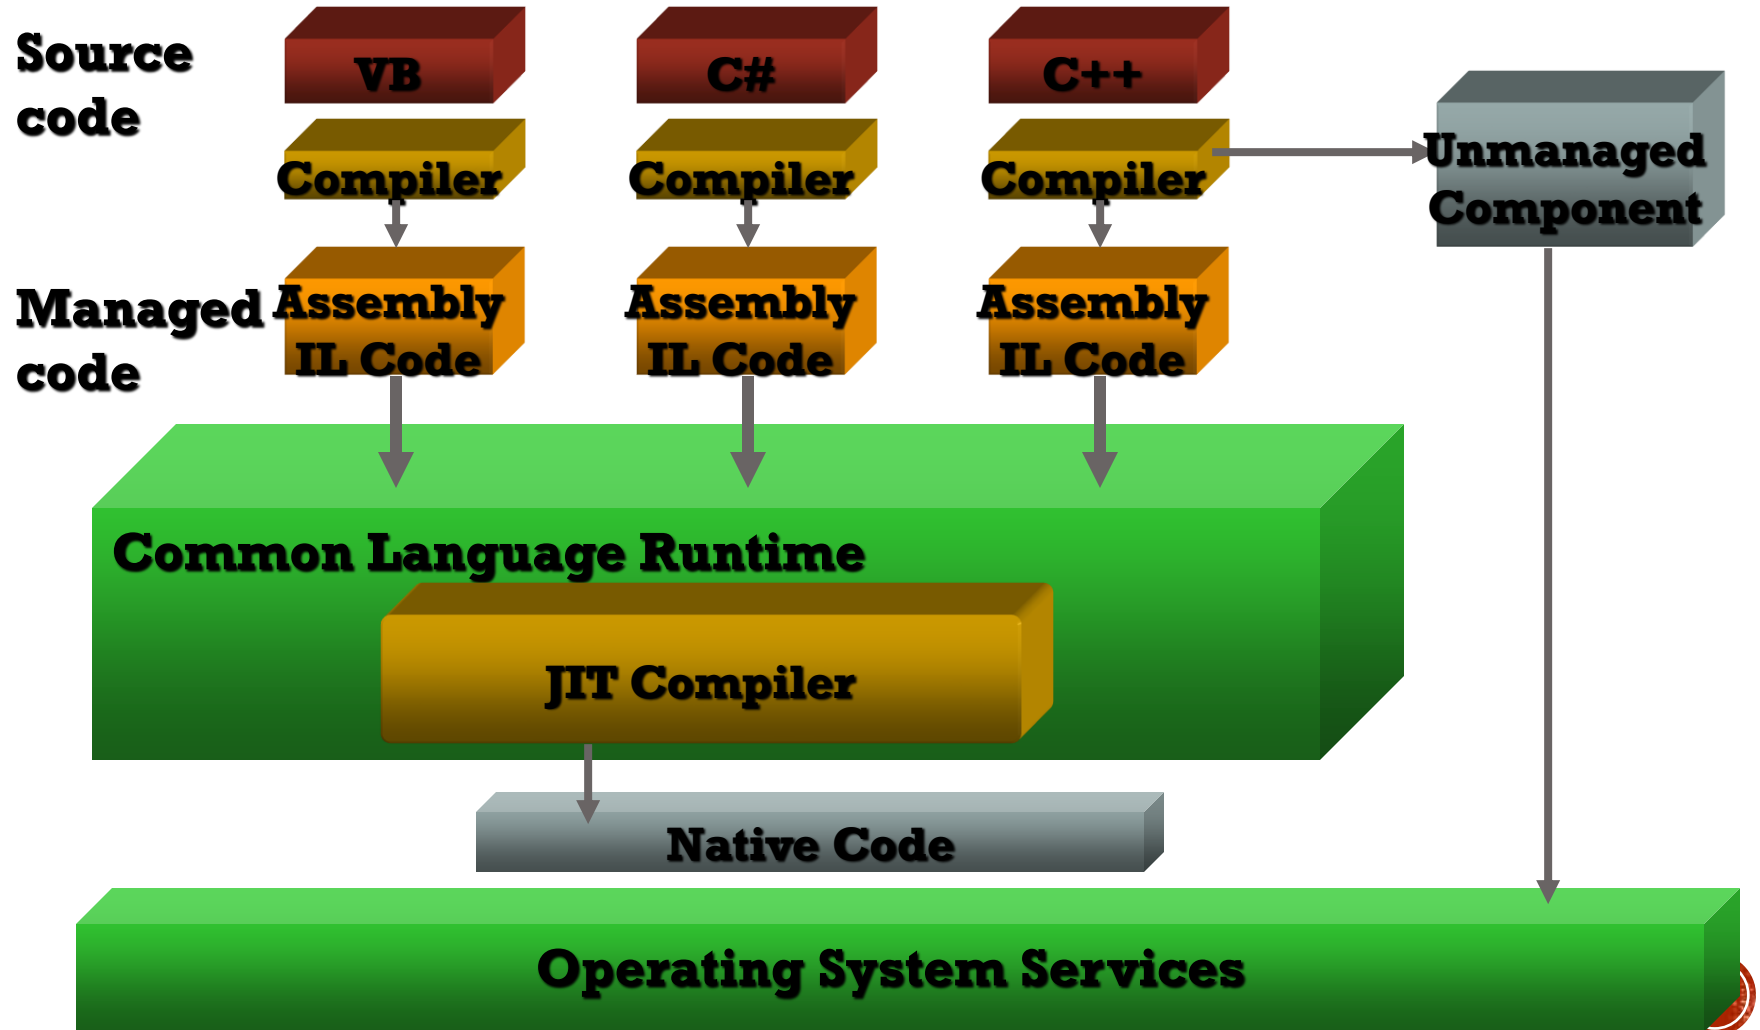 Source
code
VB
C#
C++
Compiler
Compiler
Compiler
Unmanaged
Component
Managed
code
Assembly
IL Code
Assembly
IL Code
Assembly
IL Code
Common Language Runtime
JIT Compiler
Native Code
Operating System Services